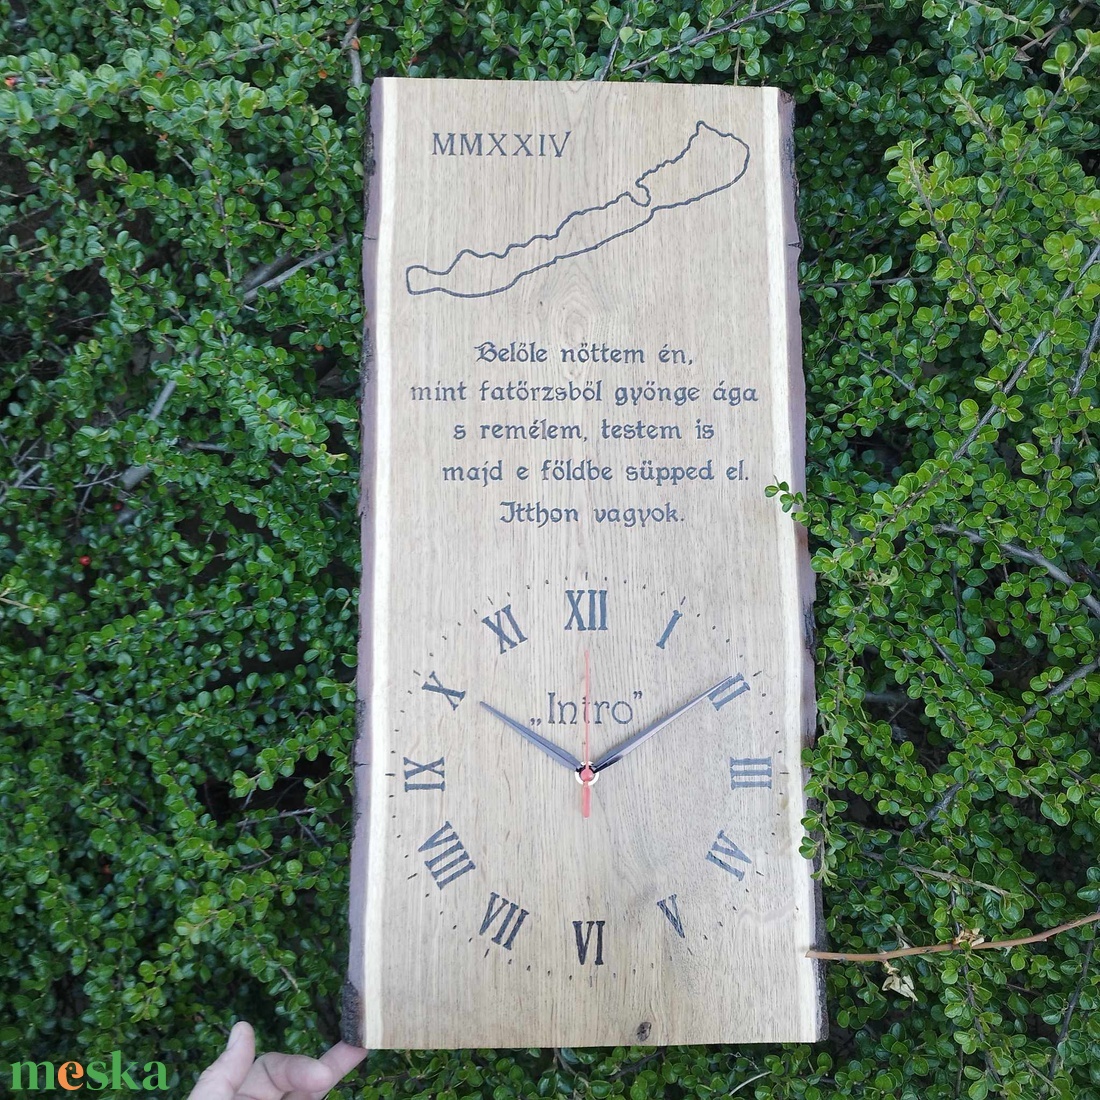 MMXXIV
Belőle nőttem én,
mint fatörzsből gyönge ága
s remélem, testem is
majd e földbe süpped el.
Itthon vagyok.
XII
XI
I
X
II
„Intro”
IX
III
VIII
IV
VII
V
VI
meska